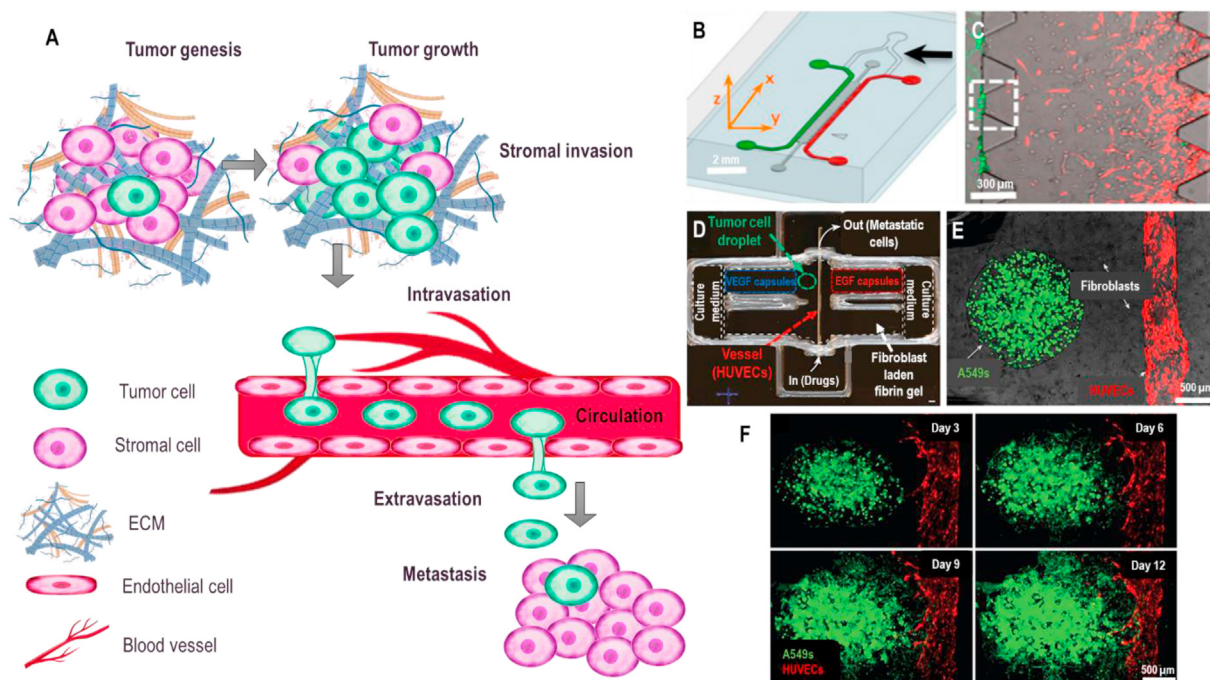 A
Tumor genesis
Tumor growth
Stromal invasion
Intravasation
Circulation
Extravasation
Metastasis
Tumor cell
Stromal cell
ECM
Endothelial cell
Blood vessel
B
z
x
y
2 mm
C
300 µm
D
Tumor cell
droplet
Out (Metastatic
cells)
VEGF capsules
EGF capsules
Culture
medium
Culture
medium
Vessel
(HUVECs)
In (Drugs)
Fibroblast
laden
fibrin gel
E
Fibroblasts
A549s
HUVECs
500 µm
F
Day 3
Day 6
Day 9
Day 12
A549s
HUVECs
500 µm